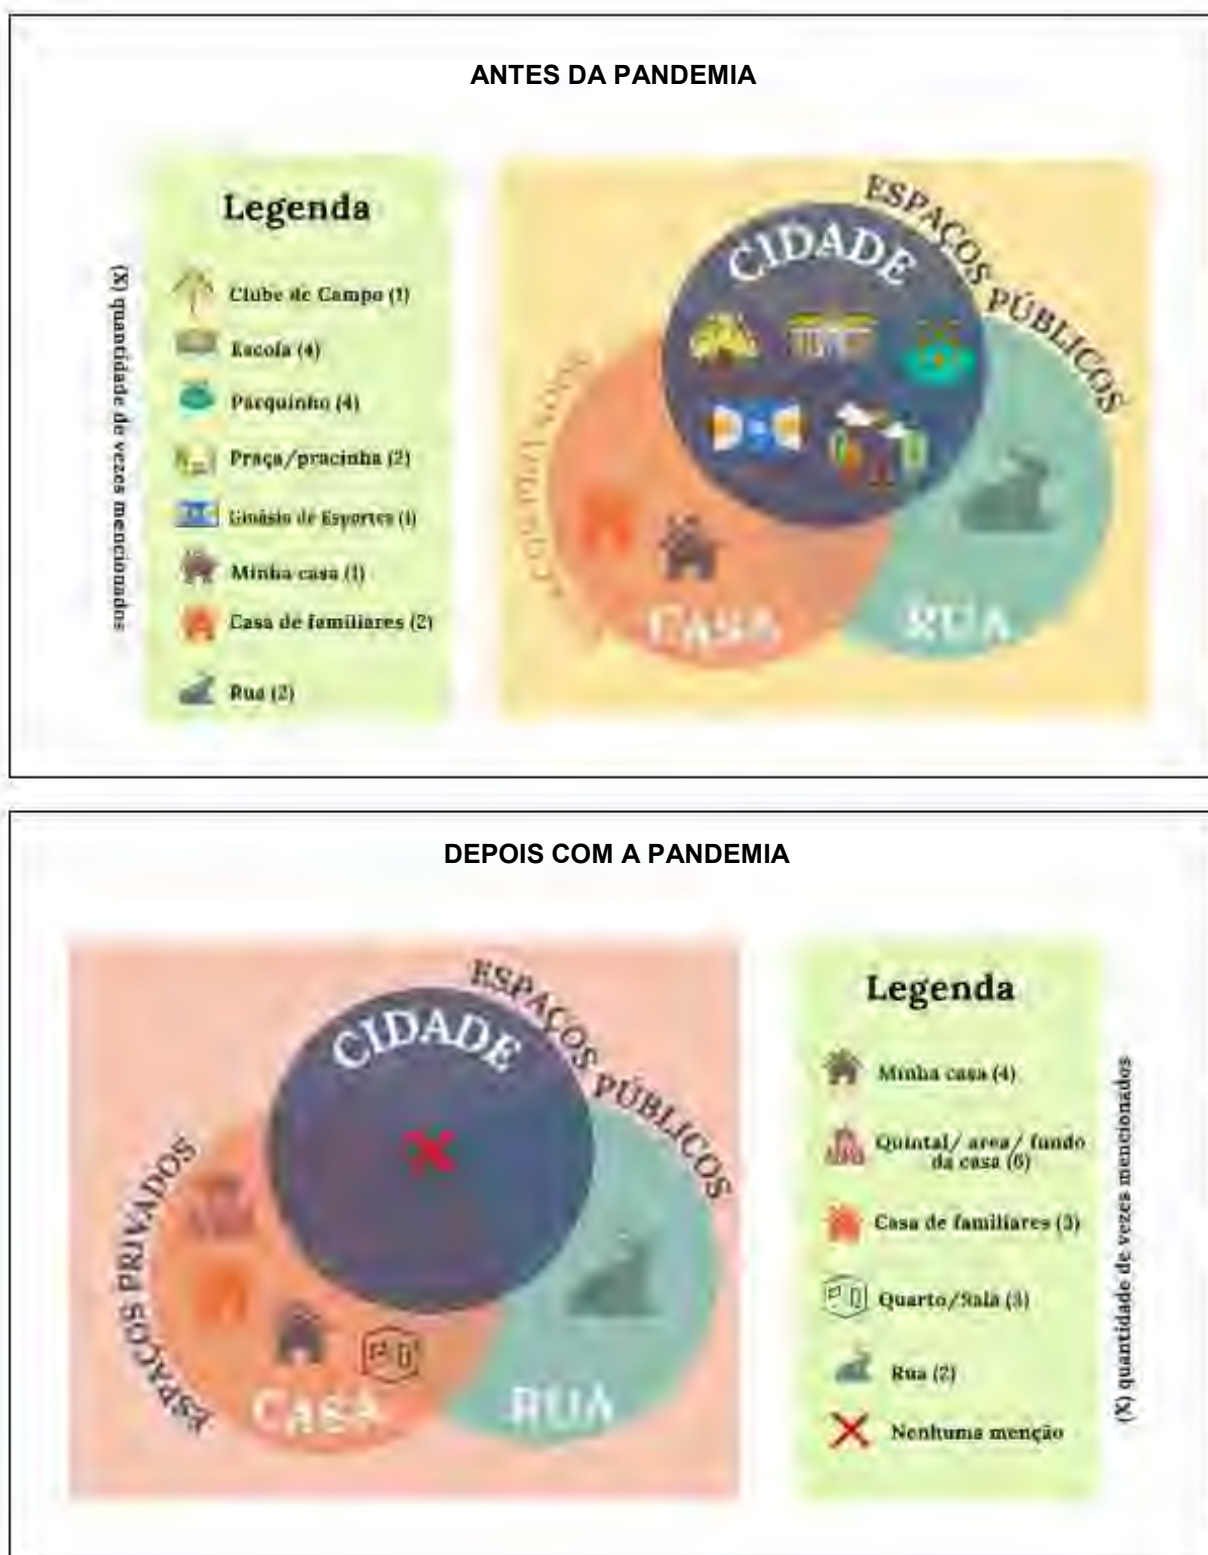 ANTES DA PANDEMIA
Legenda
Clube de Campo (1)
Escola (4)
Parquinho (4)
Praça/pracinha (2)
Ginásio de Esportes (1)
Minha casa (1)
Casa de familiares (2)
Rua (2)
(X) quantidade de vezes mencionados
ESPAÇOS PÚBLICOS
CIDADE
CASA
RUA
DEPOIS COM A PANDEMIA
ESPAÇOS PÚBLICOS
CIDADE
ESPAÇOS PRIVADOS
CASA
RUA
Legenda
Minha casa (4)
Quintal/ area/ fundo
da casa (6)
Casa de familiares (3)
Quarto/Sala (3)
Rua (2)
Nenhuma menção
(X) quantidade de vezes mencionados